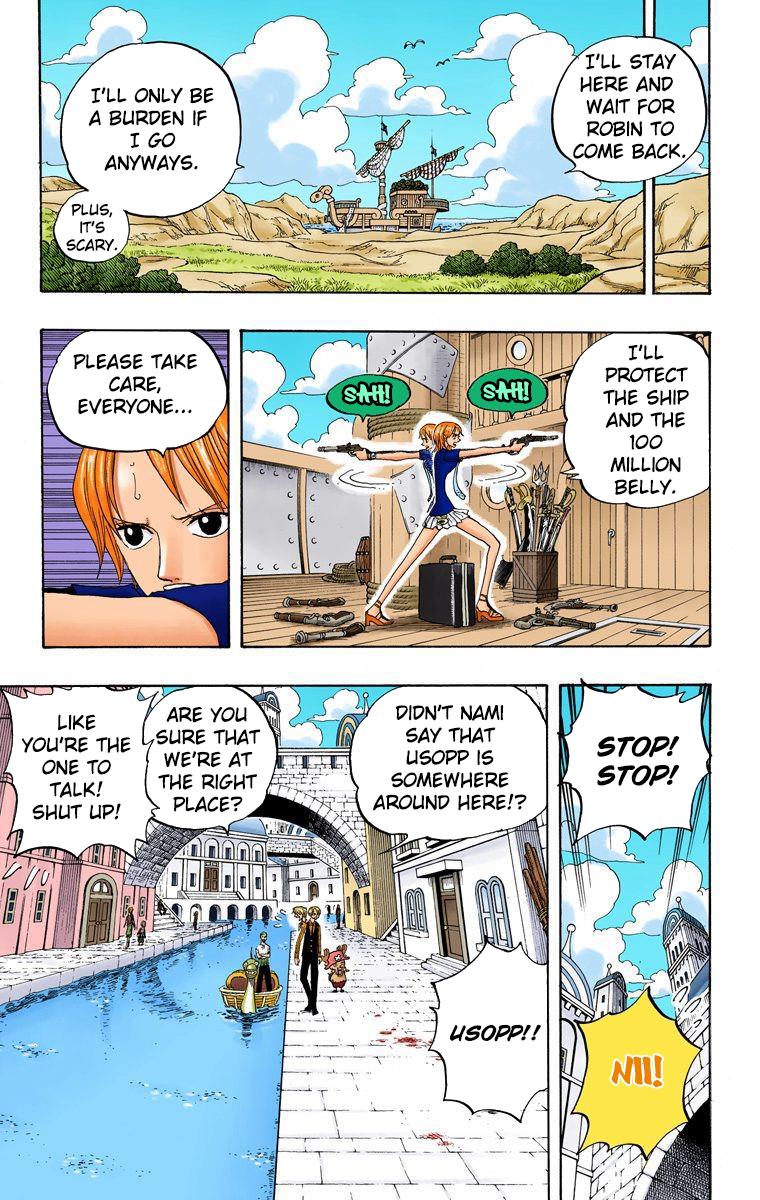 I'LL STAY
HERE AND
WAIT FOR
ROBIN TO
COME BACK.
I'LL ONLY BE
A BURDEN IF
I GO
ANYWAYS.
PLUS,
IT'S
SCARY.
I'LL
PROTECT
THE SHIP
AND THE
100
MILLION
BELLY.
SAH!
SAH!
PLEASE TAKE
CARE,
EVERYONE...
STOP!
STOP!
NII!
DIDN'T NAMI
SAY THAT
USOPP IS
SOMEWHERE
AROUND HERE!?
ARE YOU
SURE THAT
WE'RE AT
THE RIGHT
PLACE?
LIKE
YOU'RE THE
ONE TO
TALK!
SHUT UP!
USOPP!!